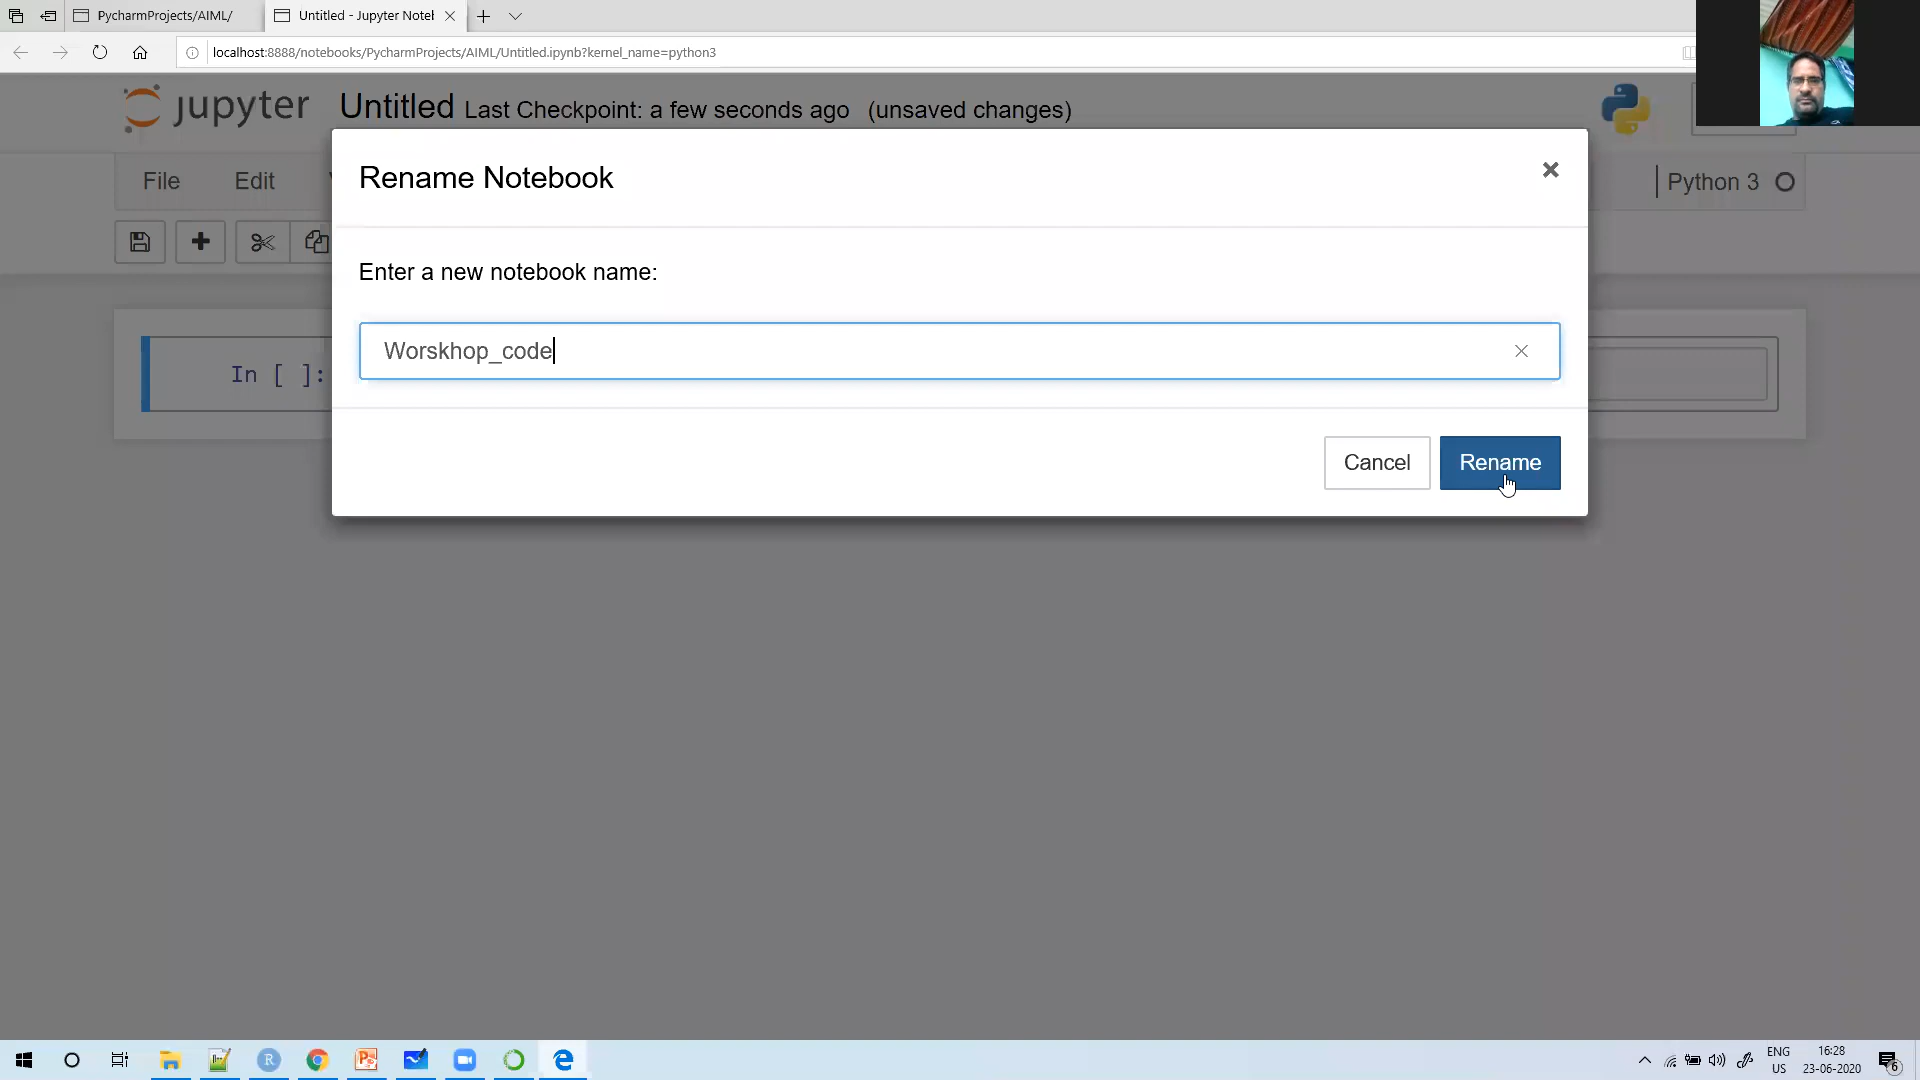 PycharmProjects/AIML/
Untitled - Jupyter Notel
localhost:8888/notebooks/PycharmProjects/AIML/Untitled.ipynb?kernel_name=python3
jupyter Untitled Last Checkpoint: a few seconds ago (unsaved changes)
File Edit
Python 3
Rename Notebook
Enter a new notebook name:
Worskhop_code
In [ ]:
Cancel Rename
ENG
US
16:28
23-06-2020
6